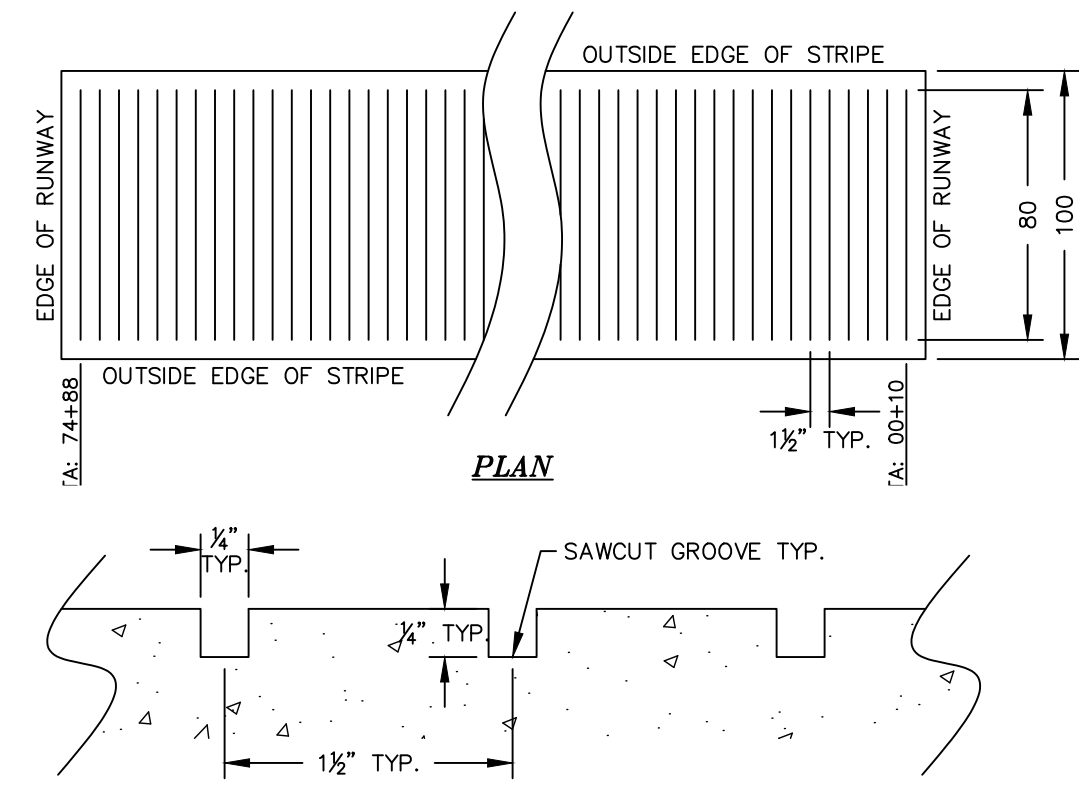 OUTSIDE EDGE OF STRIPE
EDGE OF RUNWAY
EDGE OF RUNWAY
80
100
OUTSIDE EDGE OF STRIPE
74+88
00+10
1½" TYP.
PLAN
¼"
TYP.
SAWCUT GROOVE TYP.
¼" TYP.
1½" TYP.